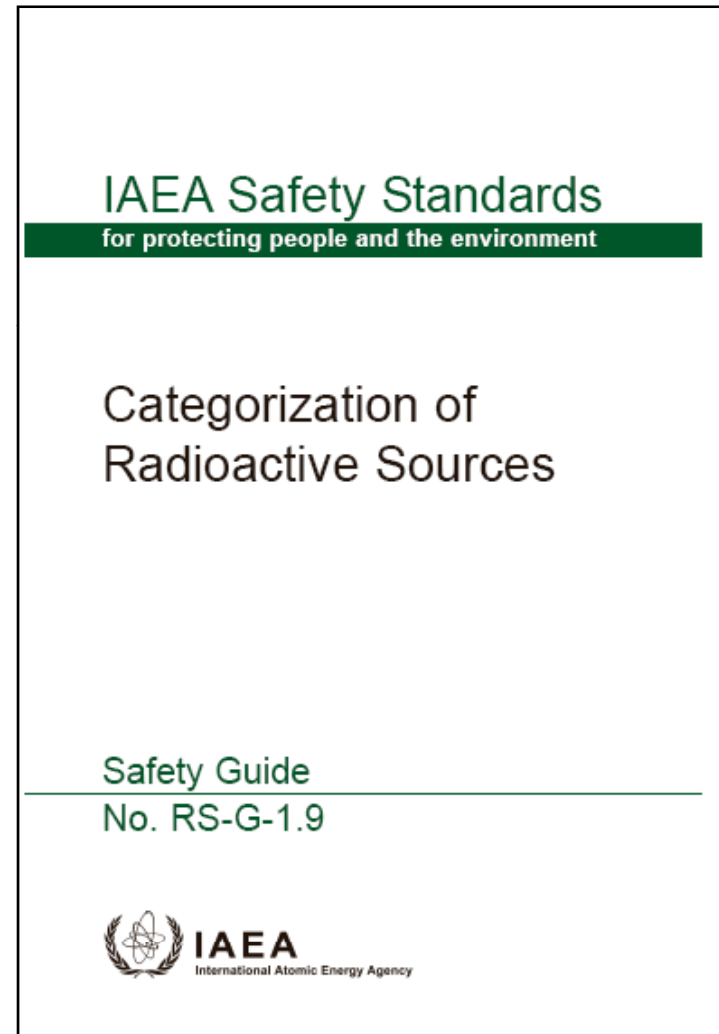 IAEA Safety Standards
for protecting people and the environment
Categorization of
Radioactive Sources
Safety Guide
No. RS-G-1.9
IAEA
International Atomic Energy Agency